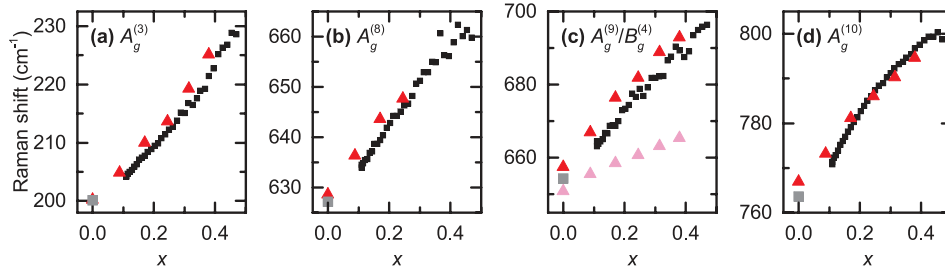 (a) A_g^(3)
(b) A_g^(8)
(c) A_g^(9)/B_g^(4)
(d) A_g^(10)
Raman shift (cm⁻¹)
230
220
210
200
660
650
640
630
700
680
660
800
780
760
0.0 0.2 0.4
0.0 0.2 0.4
0.0 0.2 0.4
0.0 0.2 0.4
x
x
x
x